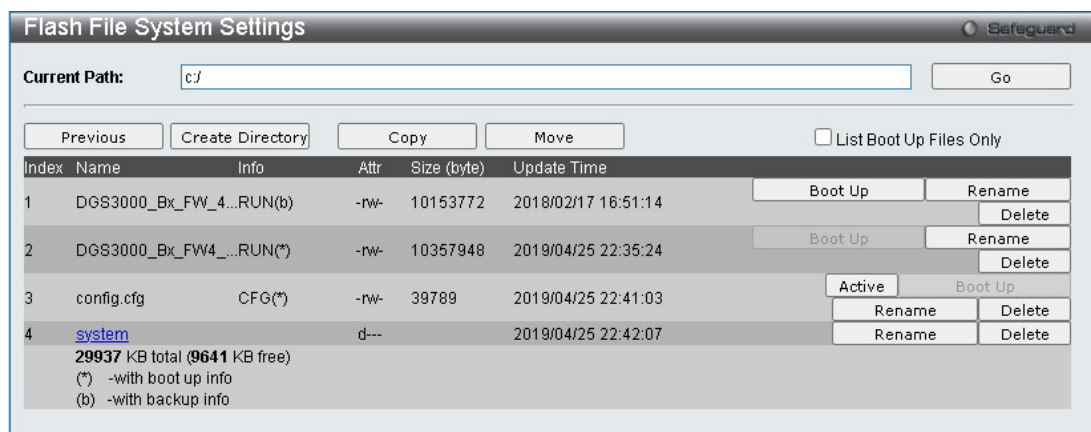 Flash File System Settings Safeguard
Current Path: c:/ Go
Previous Create Directory Copy Move List Boot Up Files Only
Index Name Info Attr Size (byte) Update Time
1 DGS3000_Bx_FW_4...RUN(b) -rw- 10153772 2018/02/17 16:51:14 Boot Up Rename
Delete
2 DGS3000_Bx_FW4_...RUN(*) -rw- 10357948 2019/04/25 22:35:24 Boot Up Rename
Delete
3 config.cfg CFG(*) -rw- 39789 2019/04/25 22:41:03 Active Boot Up
Rename Delete
4 system d--- 2019/04/25 22:42:07 Rename Delete
29937 KB total (9641 KB free)
(*) -with boot up info
(b) -with backup info